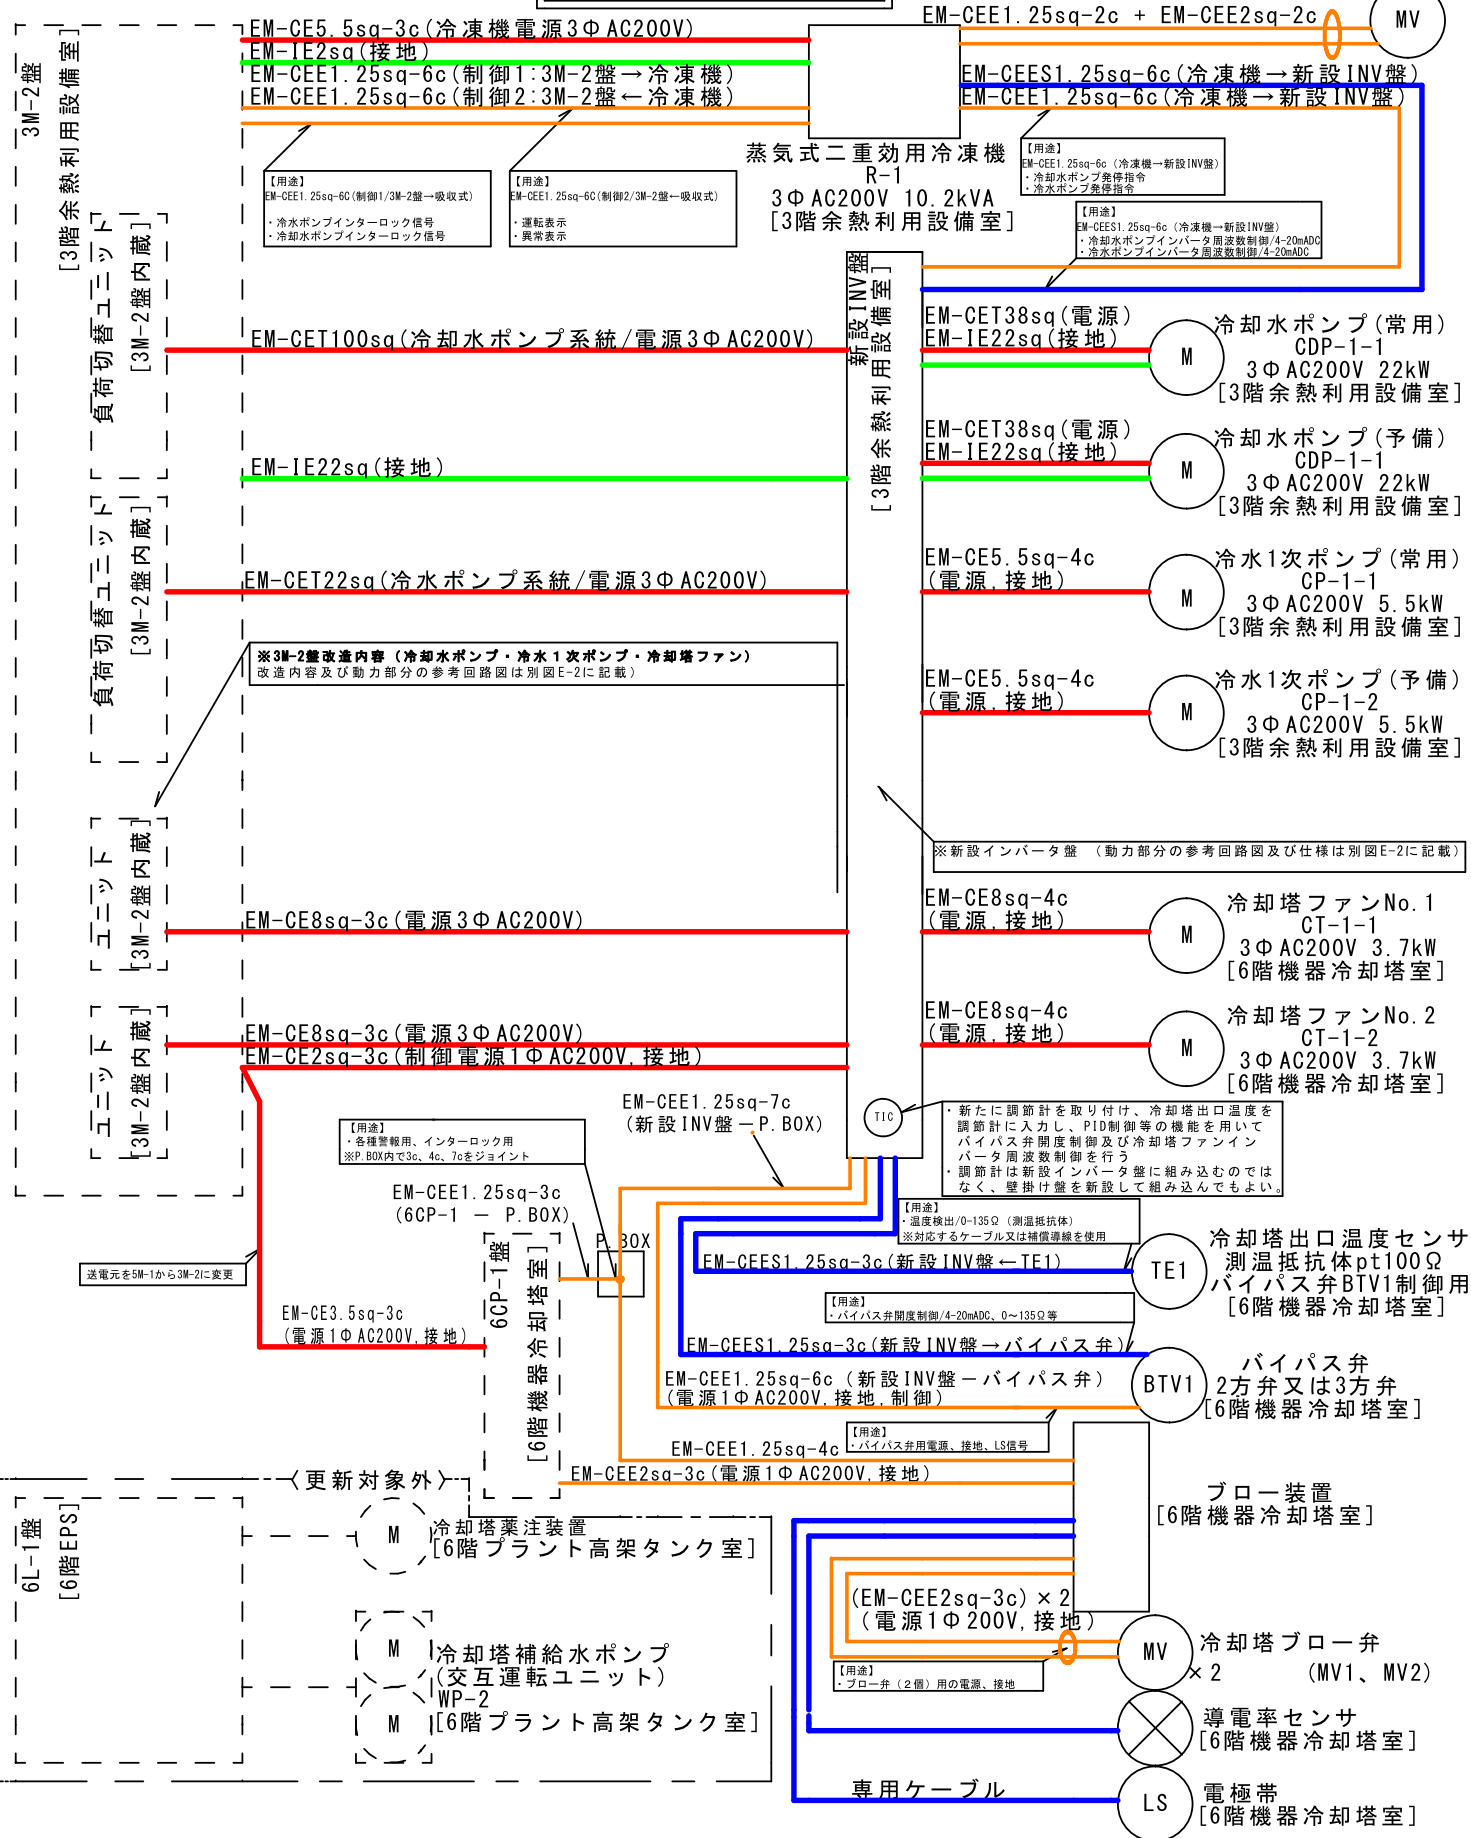 EM-CEE1.25sq-2c + EM-CEE2sq-2c
MV
EM-CE5.5sq-3c(冷凍機電源3ΦAC200V)
EM-IE2sq(接地)
EM-CEE1.25sq-6c(制御1:3M-2盤→冷凍機)
EM-CEE1.25sq-6c(制御2:3M-2盤←冷凍機)
EM-CEES1.25sq-6c(冷凍機→新設INV盤)
EM-CEE1.25sq-6c(冷凍機→新設INV盤)
3M-2盤
[3階余熱利用設備室]
蒸気式二重効用冷凍機
R-1
3ΦAC200V 10.2kVA
[3階余熱利用設備室]
【用途】
EM-CEE1.25sq-6C(制御1/3M-2盤→吸収式)
・冷水ポンプインターロック信号
・冷却水ポンプインターロック信号
【用途】
EM-CEE1.25sq-6C(制御2/3M-2盤←吸収式)
・運転表示
・異常表示
【用途】
EM-CEE1.25sq-6c (冷凍機→新設INV盤)
・冷却水ポンプ発停指令
・冷水ポンプ発停指令
【用途】
EM-CEES1.25sq-6c (冷凍機→新設INV盤)
・冷却水ポンプインバータ周波数制御/4-20mADC
・冷水ポンプインバータ周波数制御/4-20mADC
負荷切替ユニット
[3M-2盤内蔵]
新設INV盤
[3階余熱利用設備室]
EM-CET100sq(冷却水ポンプ系統/電源3ΦAC200V)
EM-CET38sq(電源)
EM-IE22sq(接地)
M
冷却水ポンプ(常用)
CDP-1-1
3ΦAC200V 22kW
[3階余熱利用設備室]
EM-IE22sq(接地)
EM-CET38sq(電源)
EM-IE22sq(接地)
M
冷却水ポンプ(予備)
CDP-1-1
3ΦAC200V 22kW
[3階余熱利用設備室]
負荷切替ユニット
[3M-2盤内蔵]
EM-CET22sq(冷水ポンプ系統/電源3ΦAC200V)
EM-CE5.5sq-4c
(電源,接地)
M
冷水1次ポンプ(常用)
CP-1-1
3ΦAC200V 5.5kW
[3階余熱利用設備室]
※3M-2盤改造内容（冷却水ポンプ・冷水１次ポンプ・冷却塔ファン）
改造内容及び動力部分の参考回路図は別図E-2に記載）
EM-CE5.5sq-4c
(電源,接地)
M
冷水1次ポンプ(予備)
CP-1-2
3ΦAC200V 5.5kW
[3階余熱利用設備室]
※新設インバータ盤　（動力部分の参考回路図及び仕様は別図E-2に記載）
ユニット
[3M-2盤内蔵]
EM-CE8sq-3c(電源3ΦAC200V)
EM-CE8sq-4c
(電源,接地)
M
冷却塔ファンNo.1
CT-1-1
3ΦAC200V 3.7kW
[6階機器冷却塔室]
ユニット
[3M-2盤内蔵]
EM-CE8sq-3c(電源3ΦAC200V)
EM-CE2sq-3c(制御電源1ΦAC200V,接地)
EM-CE8sq-4c
(電源,接地)
M
冷却塔ファンNo.2
CT-1-2
3ΦAC200V 3.7kW
[6階機器冷却塔室]
TIC
・新たに調節計を取り付け、冷却塔出口温度を
調節計に入力し、PID制御等の機能を用いて
バイパス弁開度制御及び冷却塔ファンイン
バータ周波数制御を行う
・調節計は新設インバータ盤に組み込むのでは
なく、壁掛け盤を新設して組み込んでもよい。
EM-CEE1.25sq-7c
(新設INV盤－P.BOX)
【用途】
・各種警報用、インターロック用
※P.BOX内で3c、4c、7cをジョイント
EM-CEE1.25sq-3c
(6CP-1 － P.BOX)
P.BOX
6CP-1盤
[6階機器冷却塔室]
送電元を5M-1から3M-2に変更
EM-CE3.5sq-3c
(電源1ΦAC200V,接地)
【用途】
・温度検出/0-135Ω（測温抵抗体）
※対応するケーブル又は補償導線を使用
EM-CEES1.25sq-3c(新設INV盤←TE1)
TE1
冷却塔出口温度センサ
測温抵抗体pt100Ω
バイパス弁BTV1制御用
[6階機器冷却塔室]
【用途】
・バイパス弁開度制御/4-20mADC、0～135Ω等
EM-CEES1.25sq-3c(新設INV盤→バイパス弁)
EM-CEE1.25sq-6c (新設INV盤－バイパス弁)
(電源1ΦAC200V,接地,制御)
BTV1
バイパス弁
2方弁又は3方弁
[6階機器冷却塔室]
【用途】
・バイパス弁用電源、接地、LS信号
EM-CEE1.25sq-4c
EM-CEE2sq-3c(電源1ΦAC200V,接地)
ブロー装置
[6階機器冷却塔室]
〈更新対象外〉
6L-1盤
[6階EPS]
M
冷却塔薬注装置
[6階プラント高架タンク室]
M
M
冷却塔補給水ポンプ
(交互運転ユニット)
WP-2
[6階プラント高架タンク室]
(EM-CEE2sq-3c)×2
(電源1Φ200V,接地)
【用途】
・ブロー弁（２個）用の電源、接地
MV
×2
冷却塔ブロー弁
(MV1、MV2)
導電率センサ
[6階機器冷却塔室]
専用ケーブル
LS
電極帯
[6階機器冷却塔室]